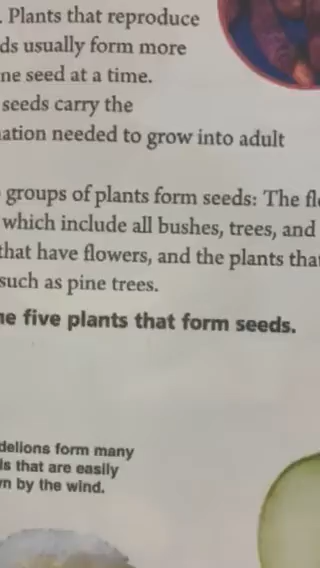 . Plants that reproduce
ds usually form more
ne seed at a time.
seeds carry the
ation needed to grow into adult
groups of plants form seeds: The fl
which include all bushes, trees, and
that have flowers, and the plants tha
such as pine trees.
ne five plants that form seeds.
delions form many
ls that are easily
n by the wind.